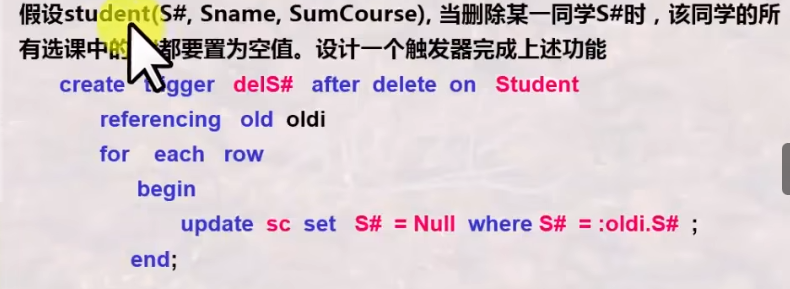 假设student(S#, Sname, SumCourse), 当删除某一同学S#时，该同学的所
有选课中的 都要置为空值。设计一个触发器完成上述功能
create gger delS# after delete on Student
referencing old oldi
for each row
begin
update sc set S# = Null where S# = :oldi.S# ;
end;